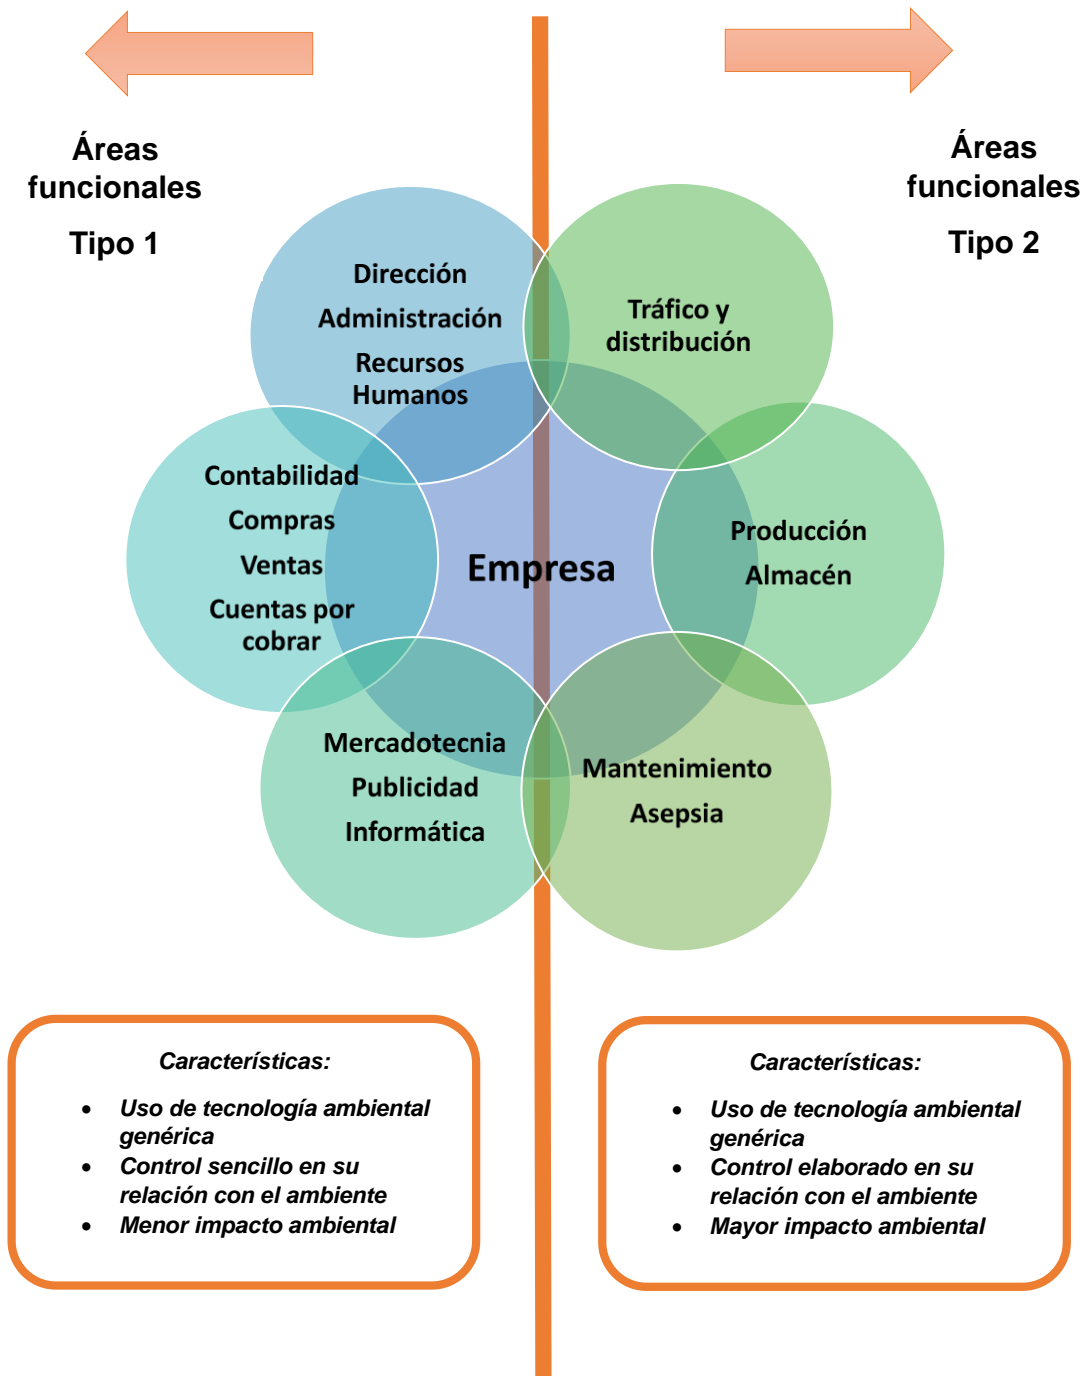 Áreas
funcionales
Tipo 1
Áreas
funcionales
Tipo 2
Dirección
Administración
Recursos
Humanos
Tráfico y
distribución
Contabilidad
Compras
Ventas
Cuentas por
cobrar
Empresa
Producción
Almacén
Mercadotecnia
Publicidad
Informática
Mantenimiento
Asepsia
Características:
• Uso de tecnología ambiental
genérica
• Control sencillo en su
relación con el ambiente
• Menor impacto ambiental
Características:
• Uso de tecnología ambiental
genérica
• Control elaborado en su
relación con el ambiente
• Mayor impacto ambiental